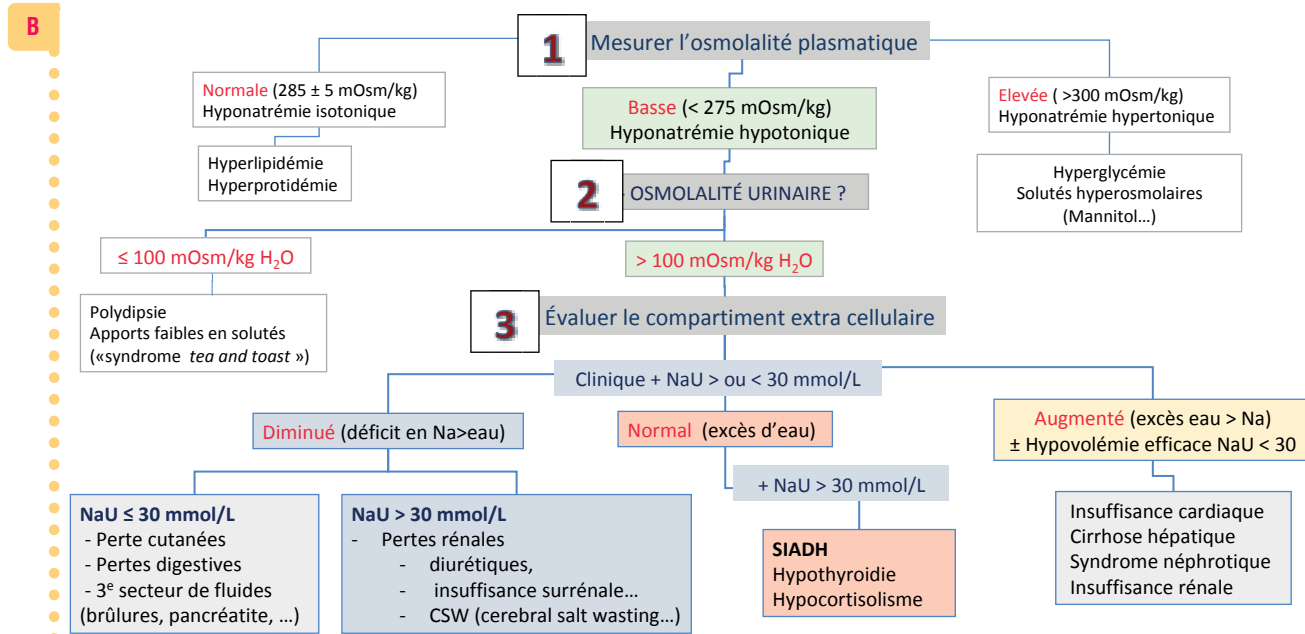 B
1 Mesurer l'osmolalité plasmatique
Normale (285 ± 5 mOsm/kg)
Hyponatrémie isotonique
Basse (< 275 mOsm/kg)
Hyponatrémie hypotonique
Elevée ( >300 mOsm/kg)
Hyponatrémie hypertonique
Hyperlipidémie
Hyperprotidémie
Hyperglycémie
Solutés hyperosmolaires
(Mannitol...)
2 - OSMOLALITÉ URINAIRE ?
≤ 100 mOsm/kg H₂O
> 100 mOsm/kg H₂O
Polydipsie
Apports faibles en solutés
(«syndrome tea and toast »)
3 Évaluer le compartiment extra cellulaire
Clinique + NaU > ou < 30 mmol/L
Diminué (déficit en Na>eau)
Normal (excès d'eau)
Augmenté (excès eau > Na)
± Hypovolémie efficace NaU < 30
+ NaU > 30 mmol/L
NaU ≤ 30 mmol/L
- Perte cutanées
- Pertes digestives
- 3e secteur de fluides
(brûlures, pancréatite, ...)
NaU > 30 mmol/L
- Pertes rénales
- diurétiques,
- insuffisance surrénale...
- CSW (cerebral salt wasting...)
SIADH
Hypothyroidie
Hypocortisolisme
Insuffisance cardiaque
Cirrhose hépatique
Syndrome néphrotique
Insuffisance rénale